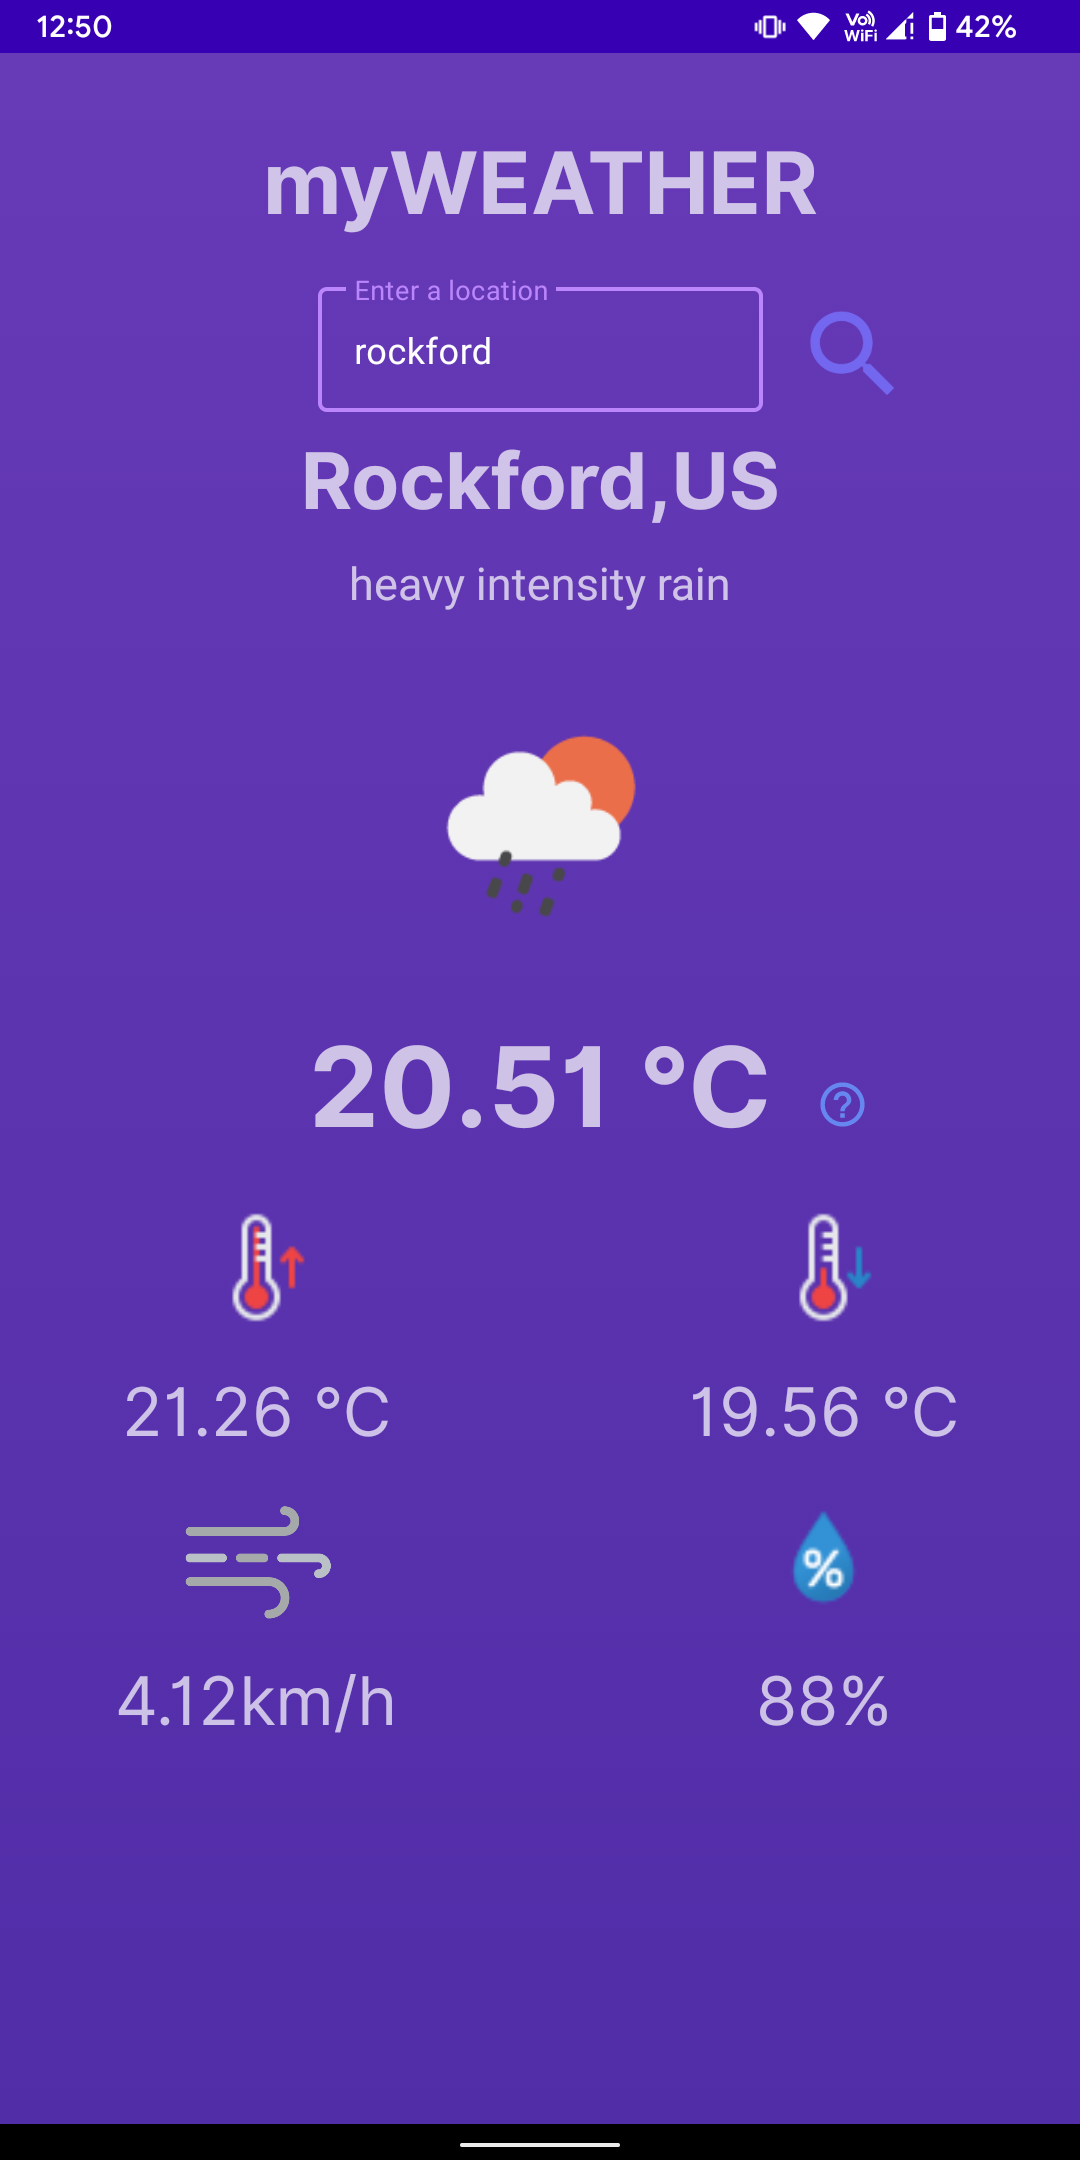 12:50 Vo WiFi ! 42%
myWEATHER
Enter a location
rockford
Rockford,US
heavy intensity rain
20.51 °C ?
21.26 °C 19.56 °C
%
4.12km/h 88%